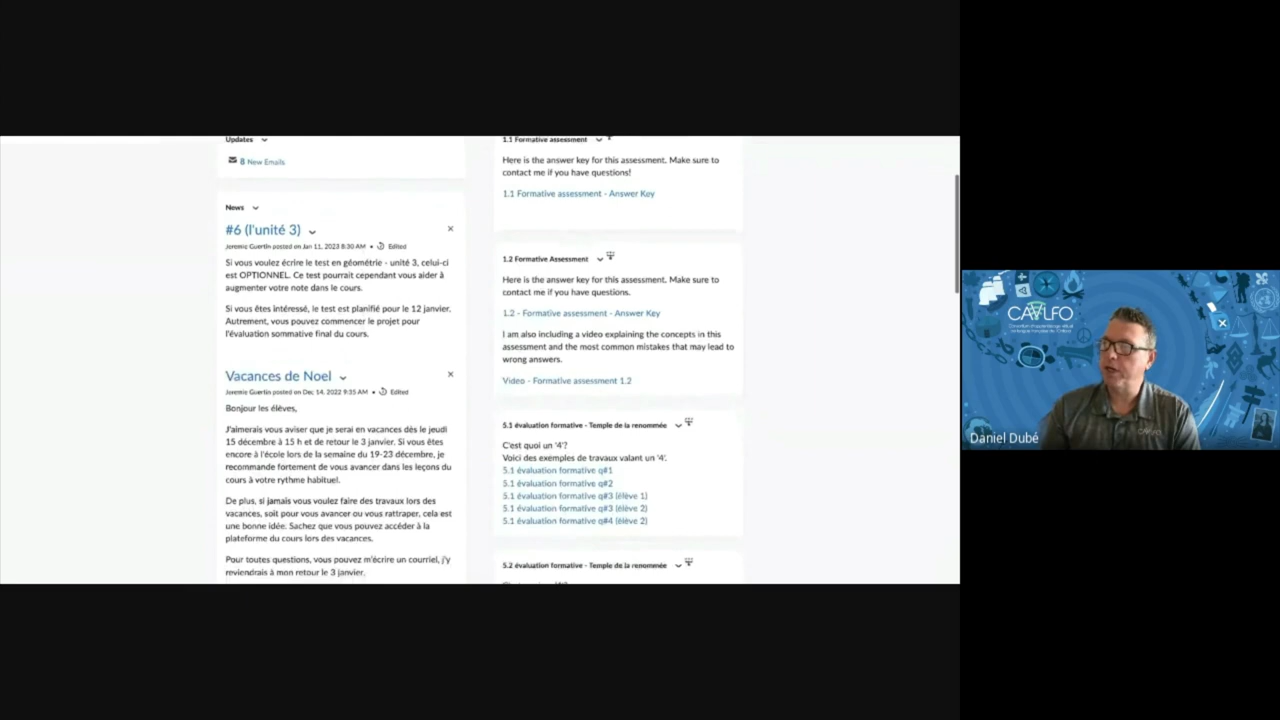 Updates
8 New Emails
News
#6 (l'unité 3)
Jeremie Guertin posted on Jan 11, 2023 8:30 AM • Edited
Si vous voulez écrire le test en géométrie - unité 3, celui-ci
est OPTIONNEL. Ce test pourrait cependant vous aider à
augmenter votre note dans le cours.
Si vous êtes intéressé, le test est planifié pour le 12 janvier.
Autrement, vous pouvez commencer le projet pour
l'évaluation sommative final du cours.
Vacances de Noel
Jeremie Guertin posted on Dec 14, 2022 9:35 AM • Edited
Bonjour les élèves,
J'aimerais vous aviser que je serai en vacances dès le jeudi
15 décembre à 15 h et de retour le 3 janvier. Si vous êtes
encore à l'école lors de la semaine du 19-23 décembre, je
recommande fortement de vous avancer dans les leçons du
cours à votre rythme habituel.
De plus, si jamais vous voulez faire des travaux lors des
vacances, soit pour vous avancer ou vous rattraper, cela est
une bonne idée. Sachez que vous pouvez accéder à la
plateforme du cours lors des vacances.
Pour toutes questions, vous pouvez m'écrire un courriel, j'y
reviendrais à mon retour le 3 janvier.
1.1 Formative assessment
Here is the answer key for this assessment. Make sure to
contact me if you have questions!
1.1 Formative assessment - Answer Key
1.2 Formative Assessment
Here is the answer key for this assessment. Make sure to
contact me if you have questions.
1.2 - Formative assessment - Answer Key
I am also including a video explaining the concepts in this
assessment and the most common mistakes that may lead to
wrong answers.
Video - Formative assessment 1.2
5.1 évaluation formative - Temple de la renommée
C'est quoi un '4'?
Voici des exemples de travaux valant un '4'.
5.1 évaluation formative q#1
5.1 évaluation formative q#2
5.1 évaluation formative q#3 (élève 1)
5.1 évaluation formative q#3 (élève 2)
5.1 évaluation formative q#4 (élève 2)
5.2 évaluation formative - Temple de la renommée
CAVLFO
Daniel Dubé